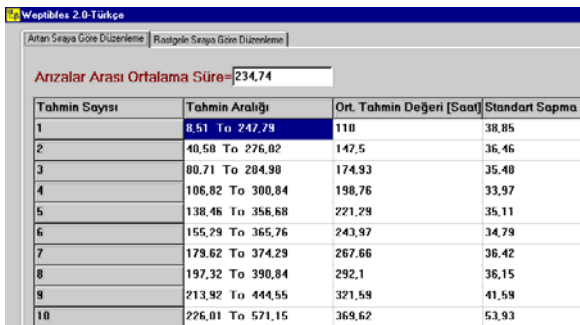 Weptibfes 2.0-Türkçe
Artan Sıraya Göre Düzenleme Rastgele Sıraya Göre Düzenleme
Arızalar Arası Ortalama Süre= 234,74
Tahmin Sayısı Tahmin Aralığı Ort. Tahmin Değeri [Saat] Standart Sapma
1 8,51 To 247,79 110 38,85
2 40,58 To 276,02 147,5 36,46
3 80,71 To 284,98 174,93 35,48
4 106,82 To 300,84 198,76 33,97
5 138,46 To 356,68 221,29 35,11
6 155,29 To 365,76 243,97 34,79
7 179,62 To 374,29 267,66 36,42
8 197,32 To 390,84 292,1 36,15
9 213,92 To 444,55 321,59 41,59
10 226,01 To 571,15 369,62 53,93